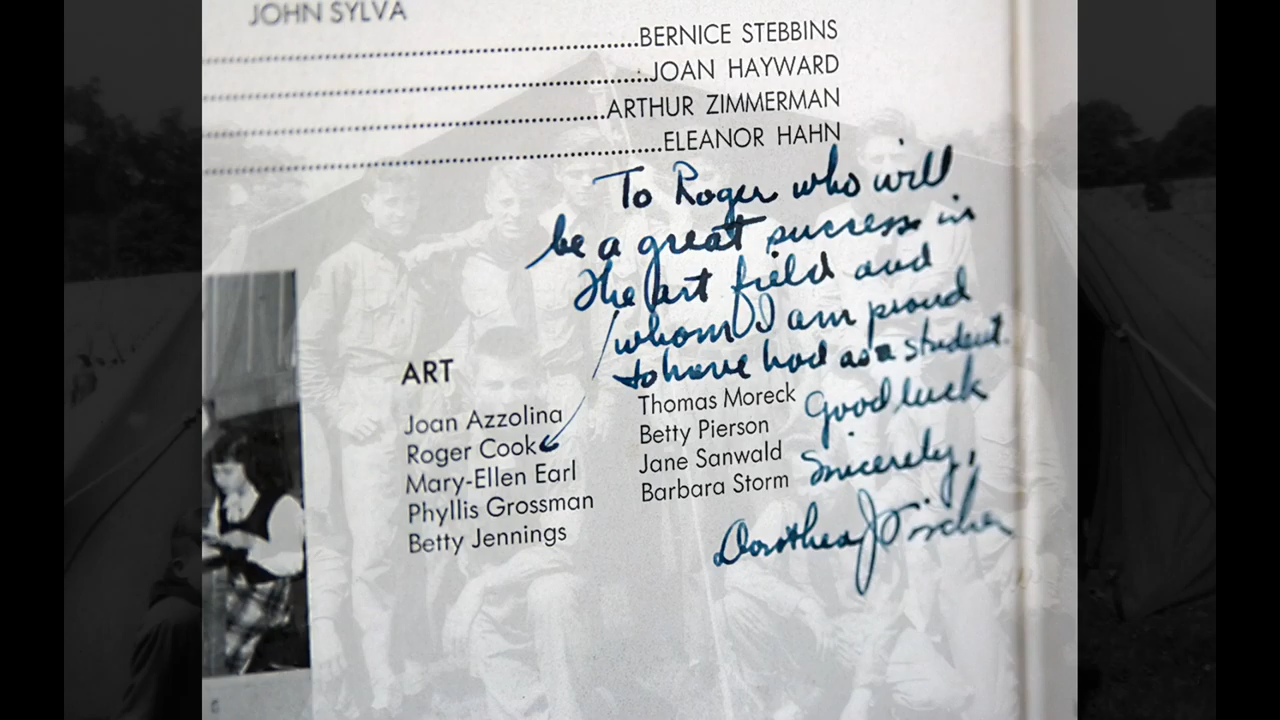 JOHN SYLVA
BERNICE STEBBINS
JOAN HAYWARD
ARTHUR ZIMMERMAN
ELEANOR HAHN
To Roger who will
be a great success in
the art field and
whom I am proud
to have had as a student.
Good luck
Sincerely,
Dorothea J Fischer
ART
Joan Azzolina
Roger Cook
Mary-Ellen Earl
Phyllis Grossman
Betty Jennings
Thomas Moreck
Betty Pierson
Jane Sanwald
Barbara Storm